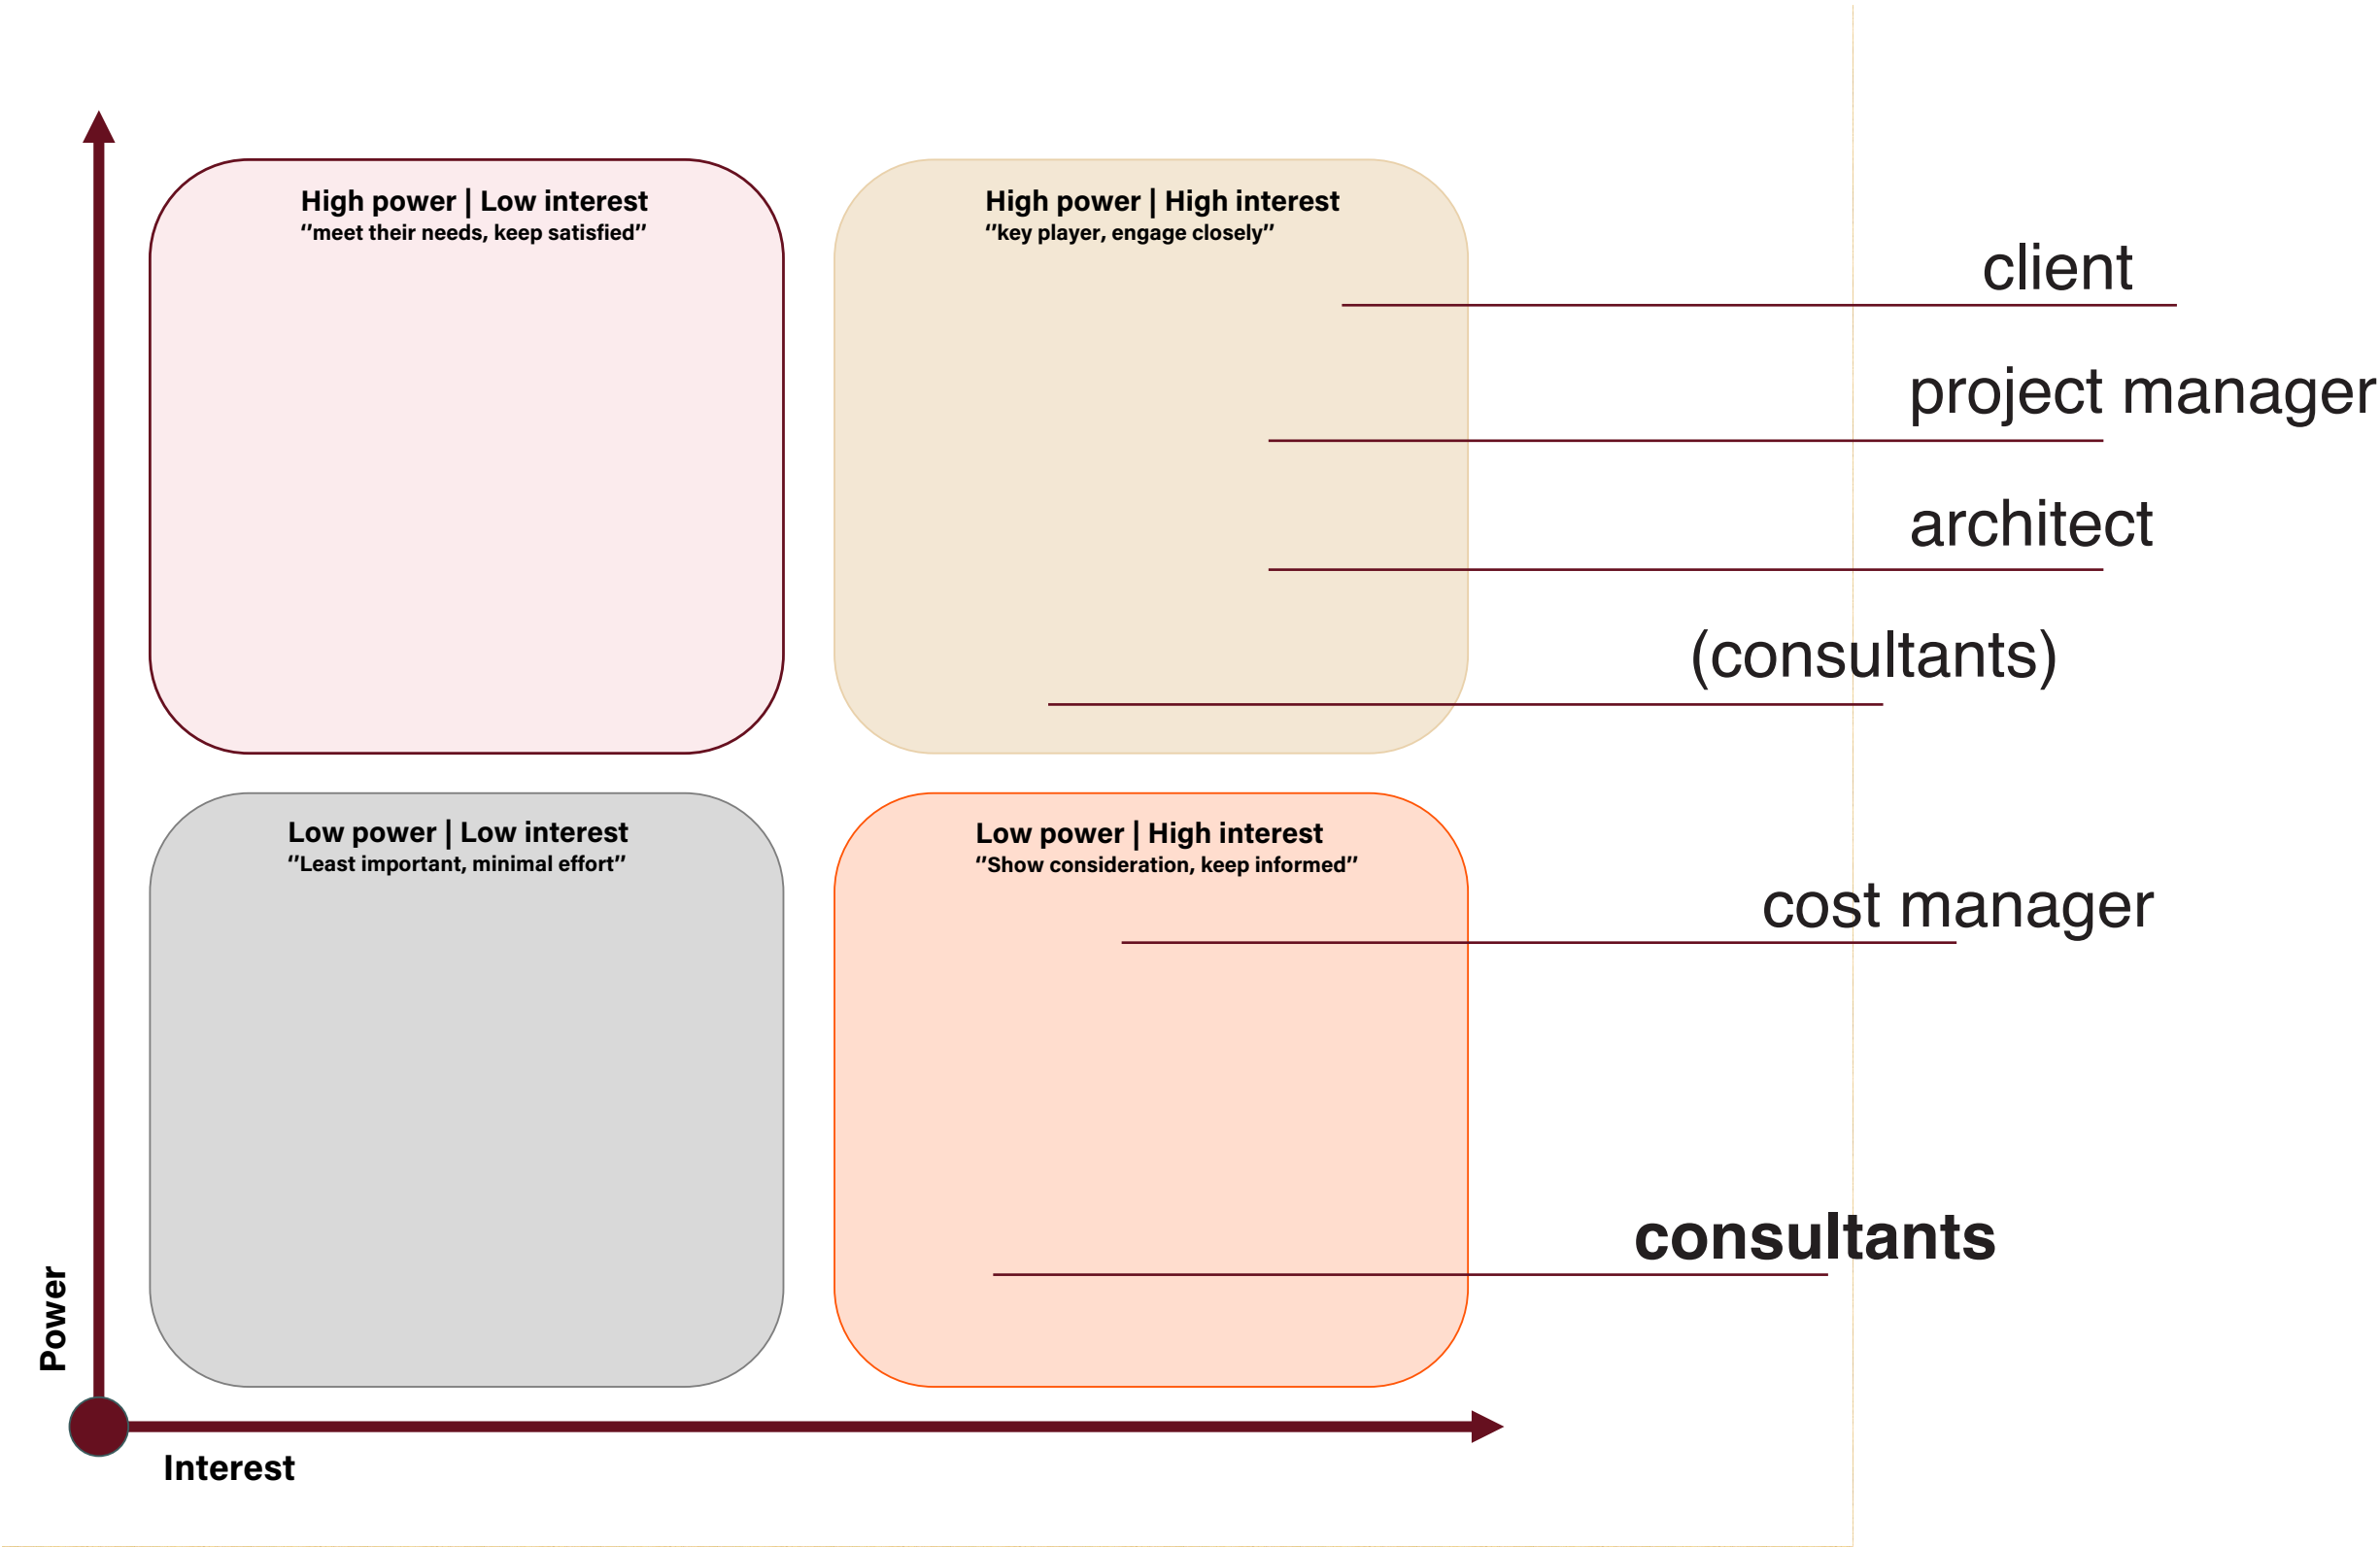 High power | Low interest
‘’meet their needs, keep satisfied’’
High power | High interest
‘’key player, engage closely’’
client
project manager
architect
(consultants)
Low power | Low interest
‘’Least important, minimal effort’’
Low power | High interest
‘’Show consideration, keep informed’’
cost manager
consultants
Power
Interest